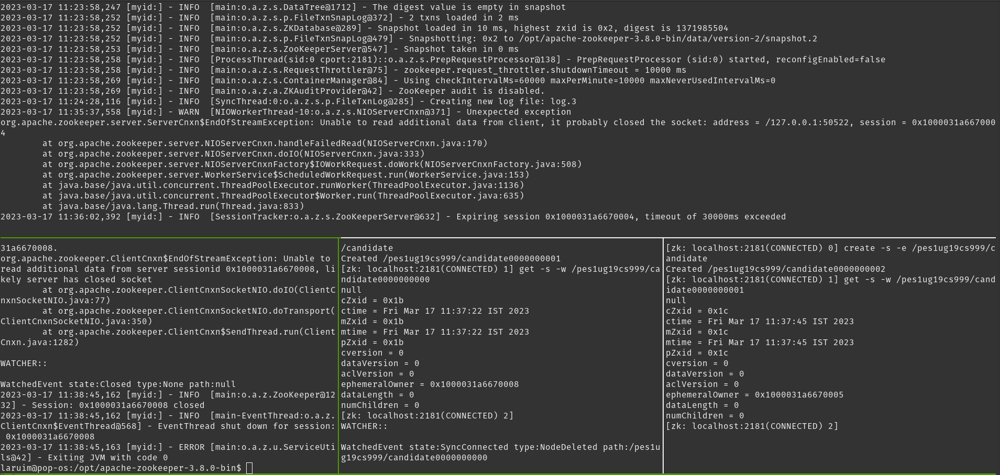 2023-03-17 11:23:58,247 [myid:] - INFO  [main:o.a.z.s.DataTree@1712] - The digest value is empty in snapshot
2023-03-17 11:23:58,252 [myid:] - INFO  [main:o.a.z.s.p.FileTxnSnapLog@372] - 2 txns loaded in 2 ms
2023-03-17 11:23:58,252 [myid:] - INFO  [main:o.a.z.s.ZKDatabase@289] - Snapshot loaded in 10 ms, highest zxid is 0x2, digest is 1371985504
2023-03-17 11:23:58,252 [myid:] - INFO  [main:o.a.z.s.p.FileTxnSnapLog@479] - Snapshotting: 0x2 to /opt/apache-zookeeper-3.8.0-bin/data/version-2/snapshot.2
2023-03-17 11:23:58,253 [myid:] - INFO  [main:o.a.z.s.ZooKeeperServer@547] - Snapshot taken in 0 ms
2023-03-17 11:23:58,258 [myid:] - INFO  [ProcessThread(sid:0 cport:2181)::o.a.z.s.PrepRequestProcessor@138] - PrepRequestProcessor (sid:0) started, reconfigEnabled=false
2023-03-17 11:23:58,258 [myid:] - INFO  [main:o.a.z.s.RequestThrottler@75] - zookeeper.request_throttler.shutdownTimeout = 10000 ms
2023-03-17 11:23:58,269 [myid:] - INFO  [main:o.a.z.s.ContainerManager@84] - Using checkIntervalMs=60000 maxPerMinute=10000 maxNeverUsedIntervalMs=0
2023-03-17 11:23:58,269 [myid:] - INFO  [main:o.a.z.a.ZKAuditProvider@42] - ZooKeeper audit is disabled.
2023-03-17 11:24:28,116 [myid:] - INFO  [SyncThread:0:o.a.z.s.p.FileTxnLog@285] - Creating new log file: log.3
2023-03-17 11:35:37,558 [myid:] - WARN  [NIOWorkerThread-10:o.a.z.s.NIOServerCnxn@371] - Unexpected exception
org.apache.zookeeper.server.ServerCnxn$EndOfStreamException: Unable to read additional data from client, it probably closed the socket: address = /127.0.0.1:50522, session = 0x1000031a667000
4
        at org.apache.zookeeper.server.NIOServerCnxn.handleFailedRead(NIOServerCnxn.java:170)
        at org.apache.zookeeper.server.NIOServerCnxn.doIO(NIOServerCnxn.java:333)
        at org.apache.zookeeper.server.NIOServerCnxnFactory$IOWorkRequest.doWork(NIOServerCnxnFactory.java:508)
        at org.apache.zookeeper.server.WorkerService$ScheduledWorkRequest.run(WorkerService.java:153)
        at java.base/java.util.concurrent.ThreadPoolExecutor.runWorker(ThreadPoolExecutor.java:1136)
        at java.base/java.util.concurrent.ThreadPoolExecutor$Worker.run(ThreadPoolExecutor.java:635)
        at java.base/java.lang.Thread.run(Thread.java:833)
2023-03-17 11:36:02,392 [myid:] - INFO  [SessionTracker:o.a.z.s.ZooKeeperServer@632] - Expiring session 0x1000031a6670004, timeout of 30000ms exceeded
31a6670008.
org.apache.zookeeper.ClientCnxn$EndOfStreamException: Unable to
read additional data from server sessionid 0x1000031a6670008, li
kely server has closed socket
        at org.apache.zookeeper.ClientCnxnSocketNIO.doIO(ClientC
nxnSocketNIO.java:77)
        at org.apache.zookeeper.ClientCnxnSocketNIO.doTransport(
ClientCnxnSocketNIO.java:350)
        at org.apache.zookeeper.ClientCnxn$SendThread.run(Client
Cnxn.java:1282)
WATCHER::
WatchedEvent state:Closed type:None path:null
2023-03-17 11:38:45,162 [myid:] - INFO  [main:o.a.z.ZooKeeper@12
32] - Session: 0x1000031a6670008 closed
2023-03-17 11:38:45,162 [myid:] - INFO  [main-EventThread:o.a.z.
ClientCnxn$EventThread@568] - EventThread shut down for session:
 0x1000031a6670008
2023-03-17 11:38:45,163 [myid:] - ERROR [main:o.a.z.u.ServiceUti
ls@42] - Exiting JVM with code 0
laruim@pop-os:/opt/apache-zookeeper-3.8.0-bin$
/candidate
Created /pes1ug19cs999/candidate0000000001
[zk: localhost:2181(CONNECTED) 1] get -s -w /pes1ug19cs999/ca
ndidate0000000000
null
cZxid = 0x1b
ctime = Fri Mar 17 11:37:22 IST 2023
mZxid = 0x1b
mtime = Fri Mar 17 11:37:22 IST 2023
pZxid = 0x1b
cversion = 0
dataVersion = 0
aclVersion = 0
ephemeralOwner = 0x1000031a6670008
dataLength = 0
numChildren = 0
[zk: localhost:2181(CONNECTED) 2]
WATCHER::
WatchedEvent state:SyncConnected type:NodeDeleted path:/pes1u
g19cs999/candidate0000000000
[zk: localhost:2181(CONNECTED) 0] create -s -e /pes1ug19cs999/c
andidate
Created /pes1ug19cs999/candidate0000000002
[zk: localhost:2181(CONNECTED) 1] get -s -w /pes1ug19cs999/cand
idate0000000001
null
cZxid = 0x1c
ctime = Fri Mar 17 11:37:45 IST 2023
mZxid = 0x1c
mtime = Fri Mar 17 11:37:45 IST 2023
pZxid = 0x1c
cversion = 0
dataVersion = 0
aclVersion = 0
ephemeralOwner = 0x1000031a6670005
dataLength = 0
numChildren = 0
[zk: localhost:2181(CONNECTED) 2]